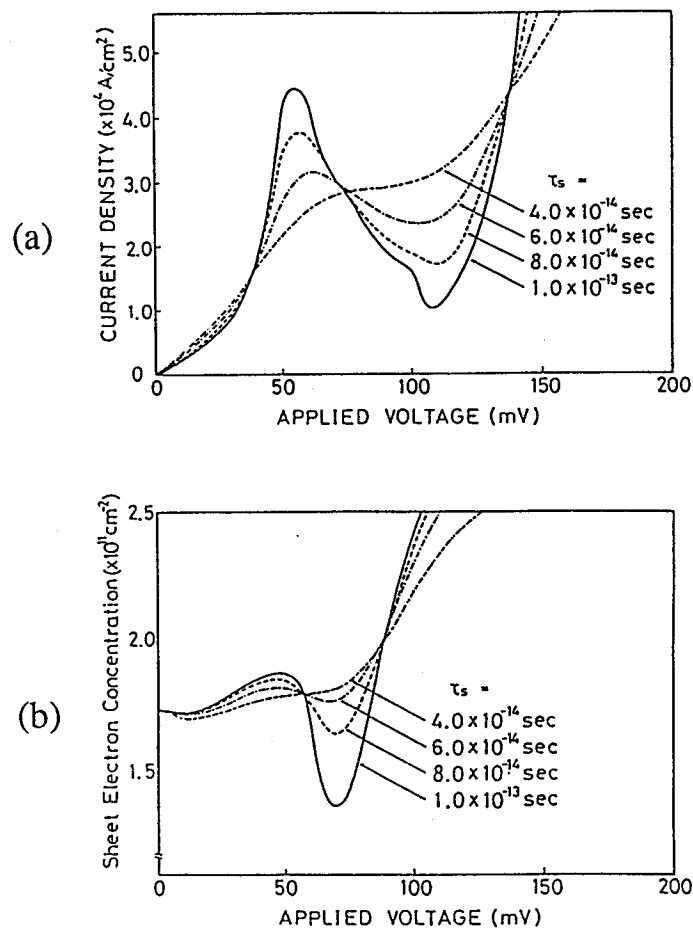 (a)
CURRENT DENSITY (×10⁴ A/cm²)
5.0
4.0
3.0
2.0
1.0
0
0
50
100
150
200
APPLIED VOLTAGE (mV)
τs =
4.0×10⁻¹⁴ sec
6.0×10⁻¹⁴ sec
8.0×10⁻¹⁴ sec
1.0×10⁻¹³ sec
(b)
Sheet Electron Concentration (×10¹¹cm⁻²)
2.5
2.0
1.5
0
50
100
150
200
APPLIED VOLTAGE (mV)
τs =
4.0×10⁻¹⁴ sec
6.0×10⁻¹⁴ sec
8.0×10⁻¹⁴ sec
1.0×10⁻¹³ sec